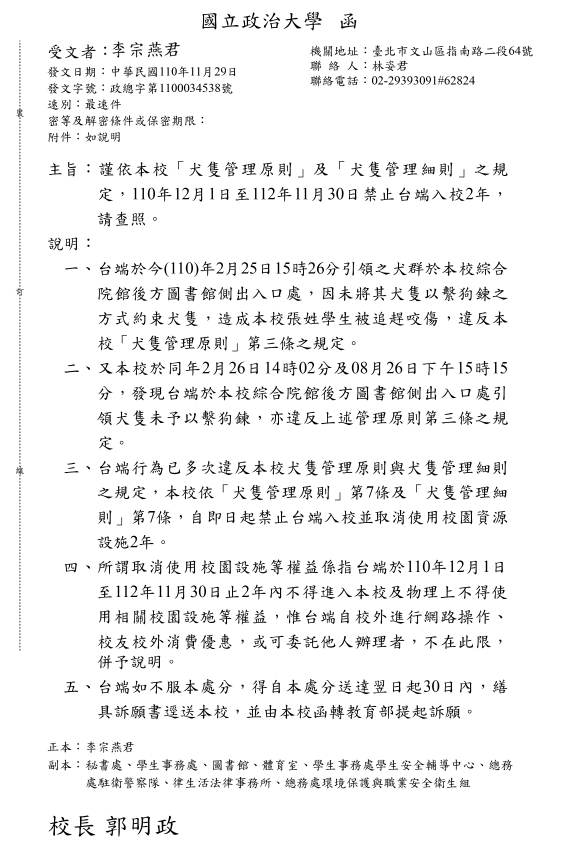 國立政治大學 函
受文者：李宗燕君
機關地址：臺北市文山區指南路二段64號
聯 絡 人：林姿君
聯絡電話：02-29393091#62824
發文日期：中華民國110年11月29日
發文字號：政總字第1100034538號
速別：最速件
密等及解密條件或保密期限：
附件：如說明
主旨：謹依本校「犬隻管理原則」及「犬隻管理細則」之規
定，110年12月1日至112年11月30日禁止台端入校2年，
請查照。
說明：
一、台端於今(110)年2月25日15時26分引領之犬群於本校綜合
院館後方圖書館側出入口處，因未將其犬隻以繫狗鍊之
方式約束犬隻，造成本校張姓學生被追趕咬傷，違反本
校「犬隻管理原則」第三條之規定。
二、又本校於同年2月26日14時02分及08月26日下午15時15
分，發現台端於本校綜合院館後方圖書館側出入口處引
領犬隻未予以繫狗鍊，亦違反上述管理原則第三條之規
定。
三、台端行為已多次違反本校犬隻管理原則與犬隻管理細則
之規定，本校依「犬隻管理原則」第7條及「犬隻管理細
則」第7條，自即日起禁止台端入校並取消使用校園資源
設施2年。
四、所謂取消使用校園設施等權益係指台端於110年12月1日
至112年11月30日止2年內不得進入本校及物理上不得使
用相關校園設施等權益，惟台端自校外進行網路操作、
校友校外消費優惠，或可委託他人辦理者，不在此限，
併予說明。
五、台端如不服本處分，得自本處分送達翌日起30日內，繕
具訴願書逕送本校，並由本校函轉教育部提起訴願。
正本：李宗燕君
副本：秘書處、學生事務處、圖書館、體育室、學生事務處學生安全輔導中心、總務
處駐衛警察隊、律生活法律事務所、總務處環境保護與職業安全衛生組
校長 郭明政
裝
訂
線